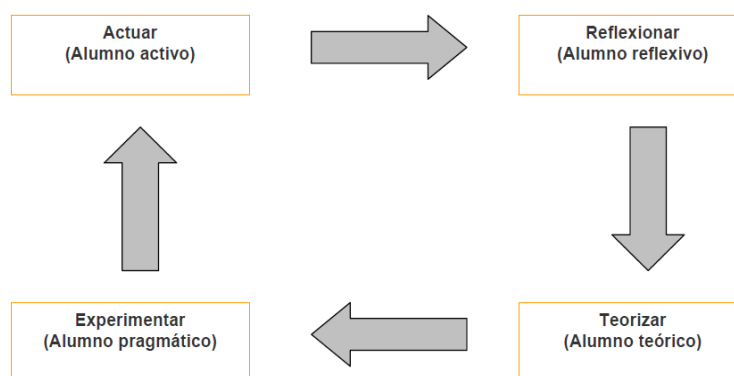 Actuar
(Alumno activo)
Reflexionar
(Alumno reflexivo)
Experimentar
(Alumno pragmático)
Teorizar
(Alumno teórico)